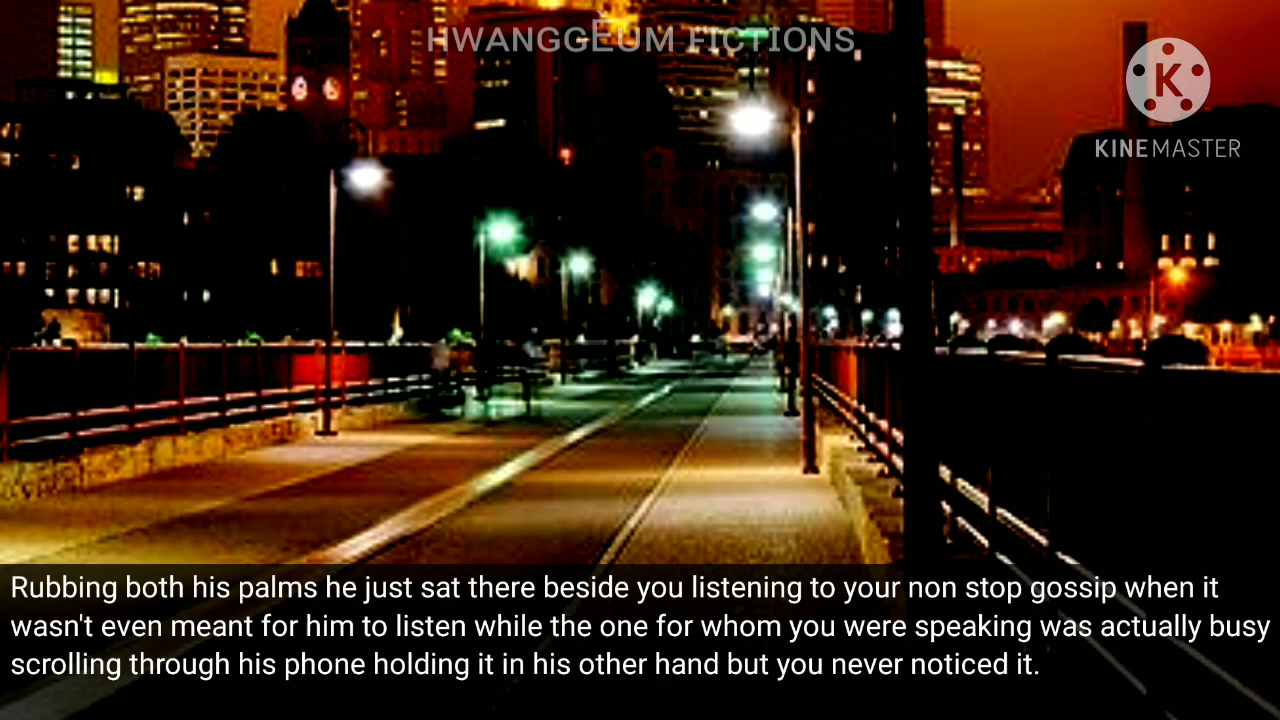 HWANGGEUM FICTIONS
K
KINEMASTER
Rubbing both his palms he just sat there beside you listening to your non stop gossip when it
wasn't even meant for him to listen while the one for whom you were speaking was actually busy
scrolling through his phone holding it in his other hand but you never noticed it.